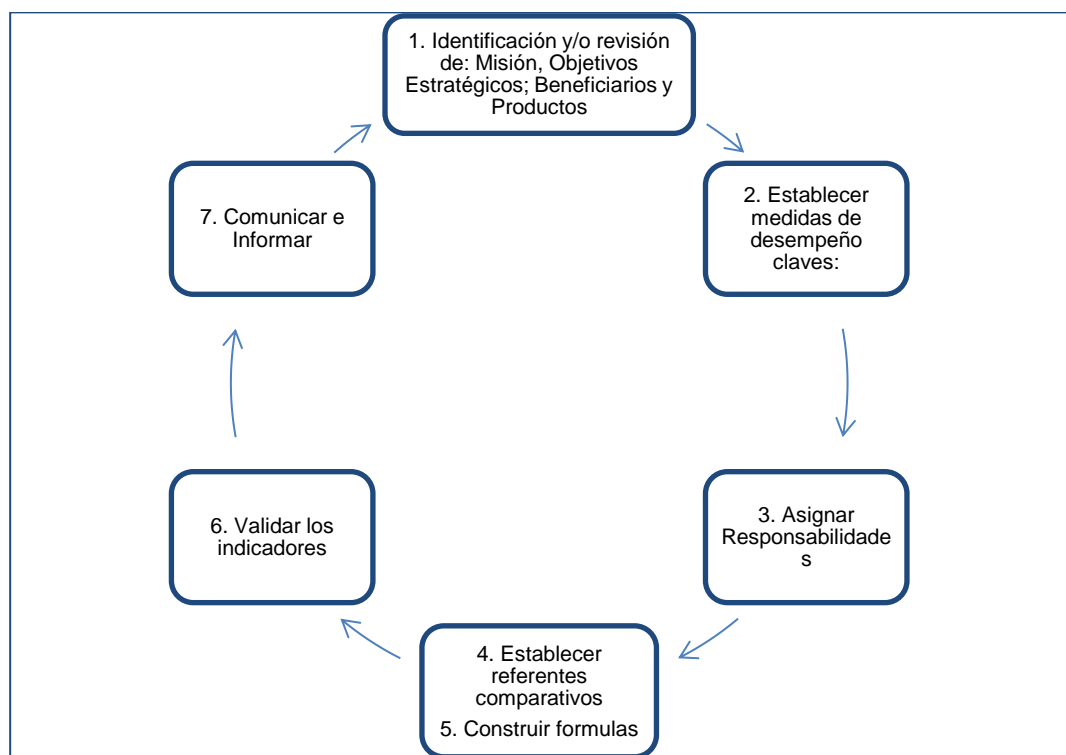 1. Identificación y/o revisión
de: Misión, Objetivos
Estratégicos; Beneficiarios y
Productos
2. Establecer
medidas de
desempeño
claves:
3. Asignar
Responsabilidade
s
4. Establecer
referentes
comparativos
5. Construir formulas
6. Validar los
indicadores
7. Comunicar e
Informar